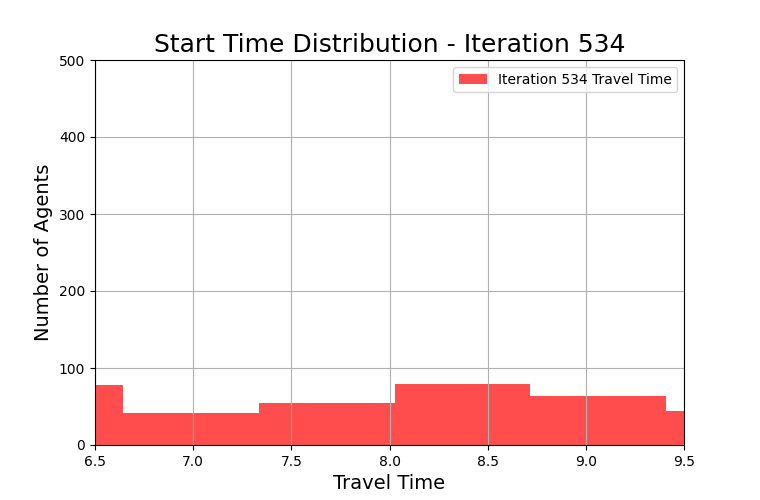 Start Time Distribution - Iteration 534
Iteration 534 Travel Time
Number of Agents
500
400
300
200
100
0
6.5 7.0 7.5 8.0 8.5 9.0 9.5
Travel Time